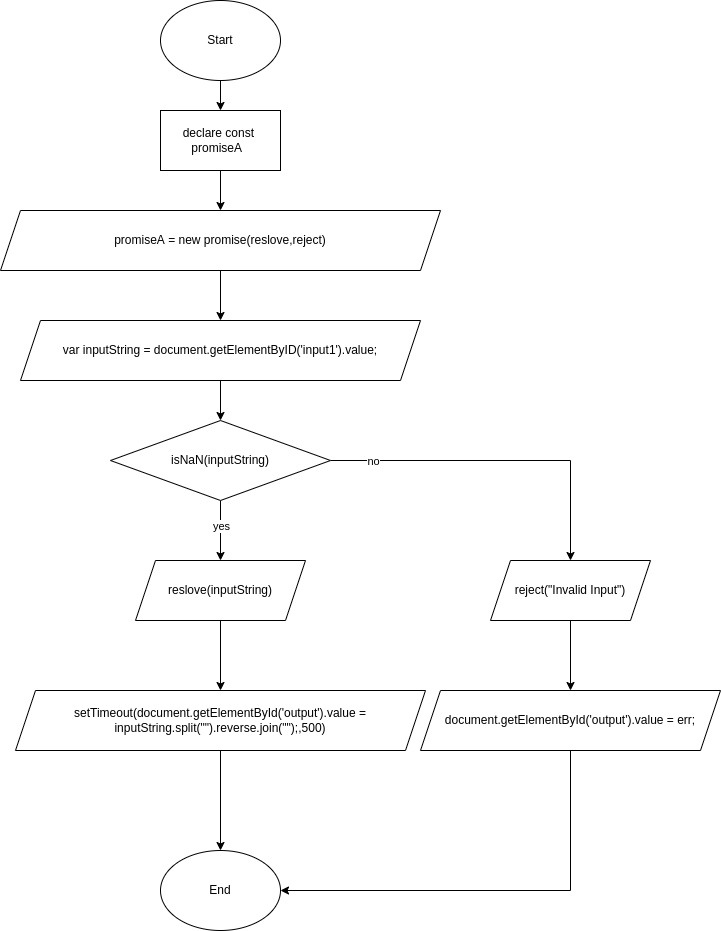 Start
declare const
promiseA
promiseA = new promise(reslove,reject)
var inputString = document.getElementByID('input1').value;
isNaN(inputString)
no
yes
reslove(inputString)
reject("Invalid Input")
setTimeout(document.getElementById('output').value =
inputString.split("").reverse.join("");,500)
document.getElementById('output').value = err;
End